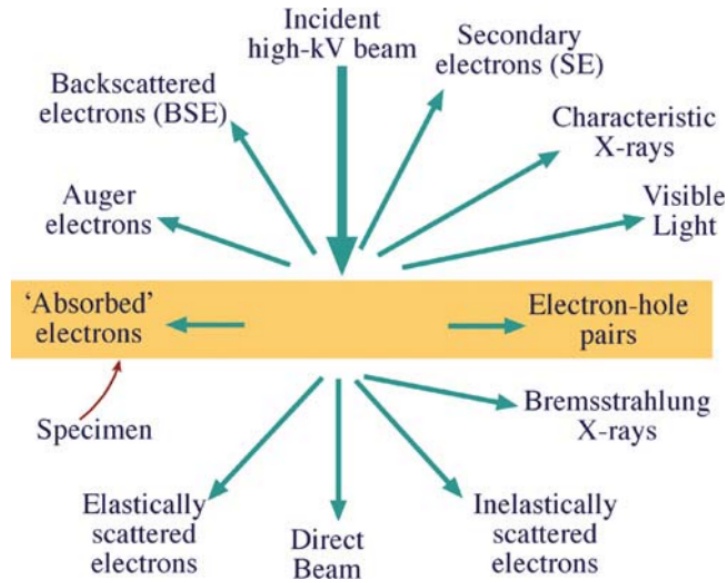 Incident
high-kV beam
Secondary
electrons (SE)
Backscattered
electrons (BSE)
Characteristic
X-rays
Auger
electrons
Visible
Light
‘Absorbed’
electrons
Electron-hole
pairs
Specimen
Bremsstrahlung
X-rays
Elastically
scattered
electrons
Direct
Beam
Inelastically
scattered
electrons